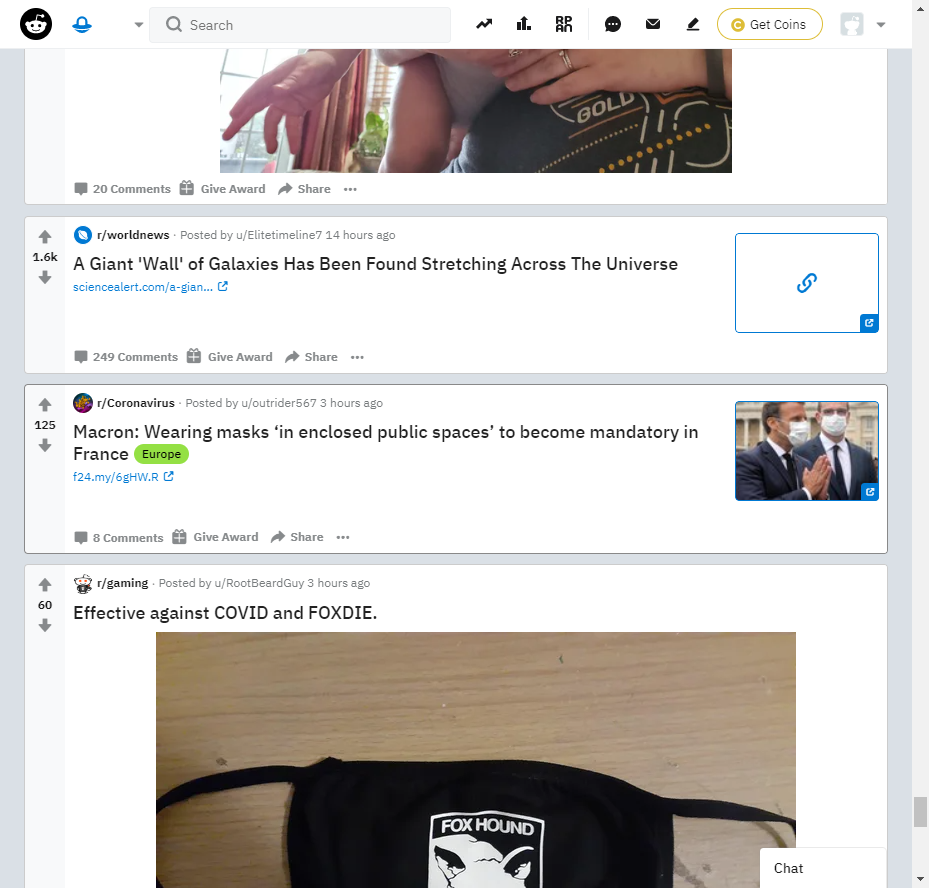 Search
Get Coins
GOLD
20 Comments Give Award Share
r/worldnews · Posted by u/Elitetimeline7 14 hours ago
1.6k
A Giant 'Wall' of Galaxies Has Been Found Stretching Across The Universe
sciencealert.com/a-gian...
249 Comments Give Award Share
r/Coronavirus · Posted by u/outrider567 3 hours ago
125
Macron: Wearing masks ‘in enclosed public spaces’ to become mandatory in
France Europe
f24.my/6gHW.R
8 Comments Give Award Share
r/gaming · Posted by u/RootBeardGuy 3 hours ago
60
Effective against COVID and FOXDIE.
FOX HOUND
Chat